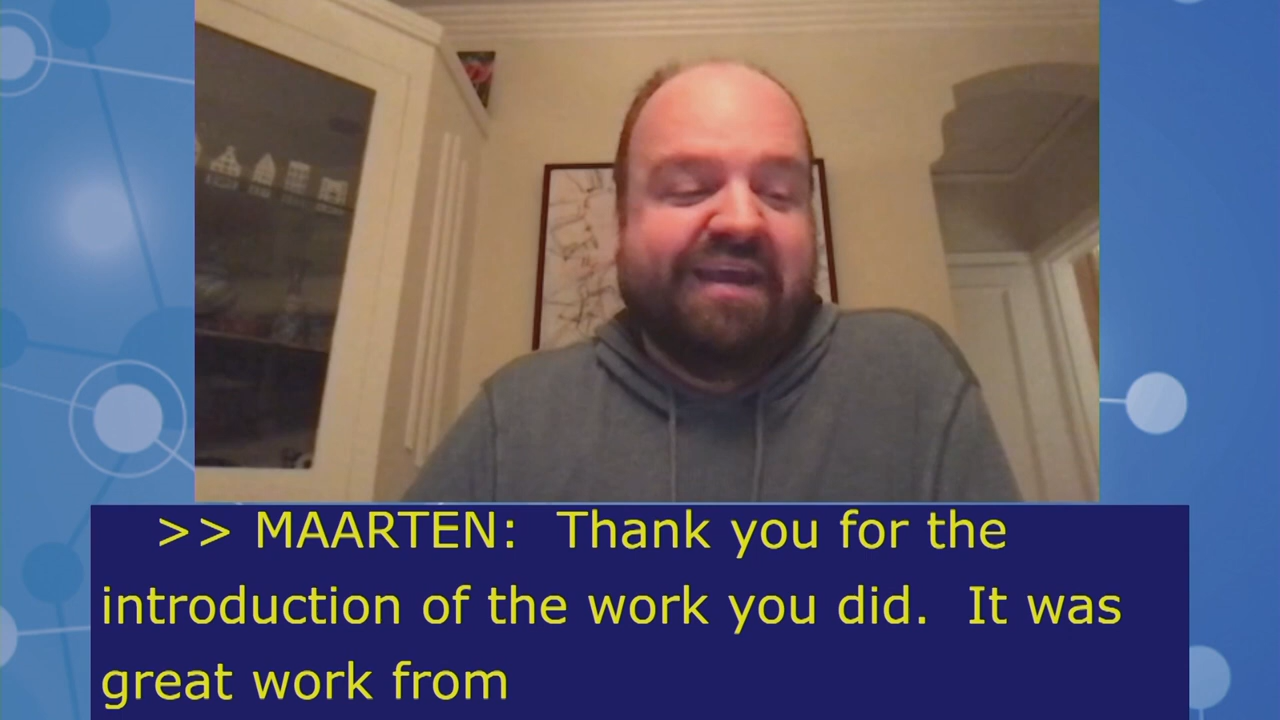 >> MAARTEN:  Thank you for the
introduction of the work you did.  It was
great work from